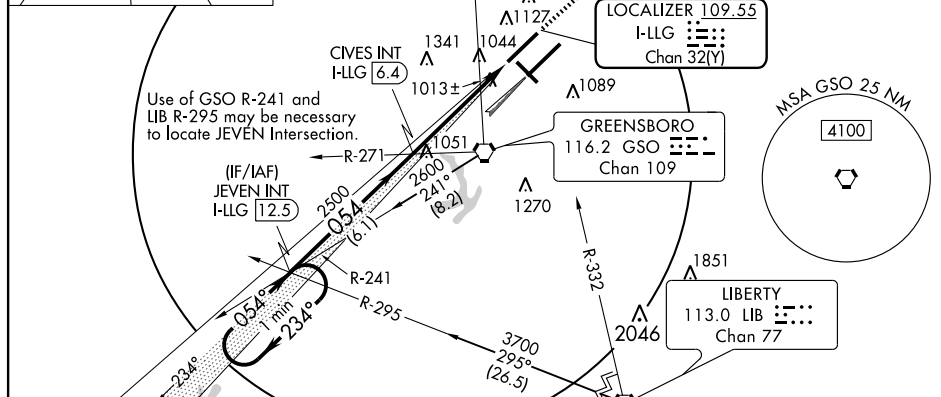 1127
LOCALIZER 109.55
I-LLG
Chan 32(Y)
1341
1044
CIVES INT
I-LLG 6.4
1013±
1089
MSA GSO 25 NM
4100
Use of GSO R-241 and
LIB R-295 may be necessary
to locate JEVEN Intersection.
GREENSBORO
116.2 GSO
Chan 109
1051
R-271
2600
241°
(8.2)
(IF/IAF)
JEVEN INT
I-LLG 12.5
2500
054°
(6.1)
1270
R-332
R-241
R-295
1851
054°
1 min
234°
LIBERTY
113.0 LIB
Chan 77
2046
3700
295°
(26.5)
234°